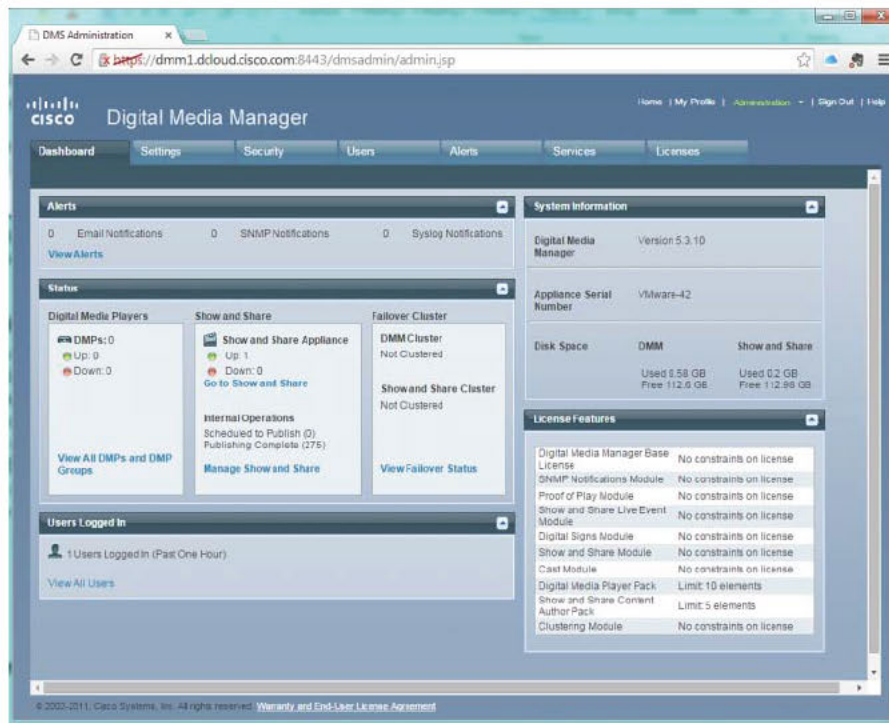 DMS Administration
https://dmm1.dcloud.cisco.com:8443/dmsadmin/admin.jsp
Home | My Profile | Administration | Sign Out | Help
CISCO Digital Media Manager
Dashboard Settings Security Users Alerts Services Licenses
Alerts
0 Email Notifications 0 SNMP Notifications 0 Syslog Notifications
View Alerts
Status
Digital Media Players Show and Share Failover Cluster
DMPs: 0
Up: 0
Down: 0
View All DMPs and DMP
Groups
Show and Share Appliance
Up: 1
Down: 0
Go to Show and Share
Internal Operations
Scheduled to Publish (0)
Publishing Complete (275)
Manage Show and Share
DMM Cluster
Not Clustered
Show and Share Cluster
Not Clustered
View Failover Status
Users Logged In
1 Users Logged In (Past One Hour)
View All Users
System Information
Digital Media
Manager
Version 5.3.10
Appliance Serial
Number
VMware-42
Disk Space DMM Show and Share
Used 0.58 GB Used 0.2 GB
Free 112.6 GB Free 112.98 GB
License Features
Digital Media Manager Base
License
No constraints on license
SNMP Notifications Module No constraints on license
Proof of Play Module No constraints on license
Show and Share Live Event
Module
No constraints on license
Digital Signs Module No constraints on license
Show and Share Module No constraints on license
Cast Module No constraints on license
Digital Media Player Pack Limit: 10 elements
Show and Share Content
Author Pack
Limit: 5 elements
Clustering Module No constraints on license
© 2002-2011, Cisco Systems, Inc. All rights reserved. Warranty and End-User License Agreement